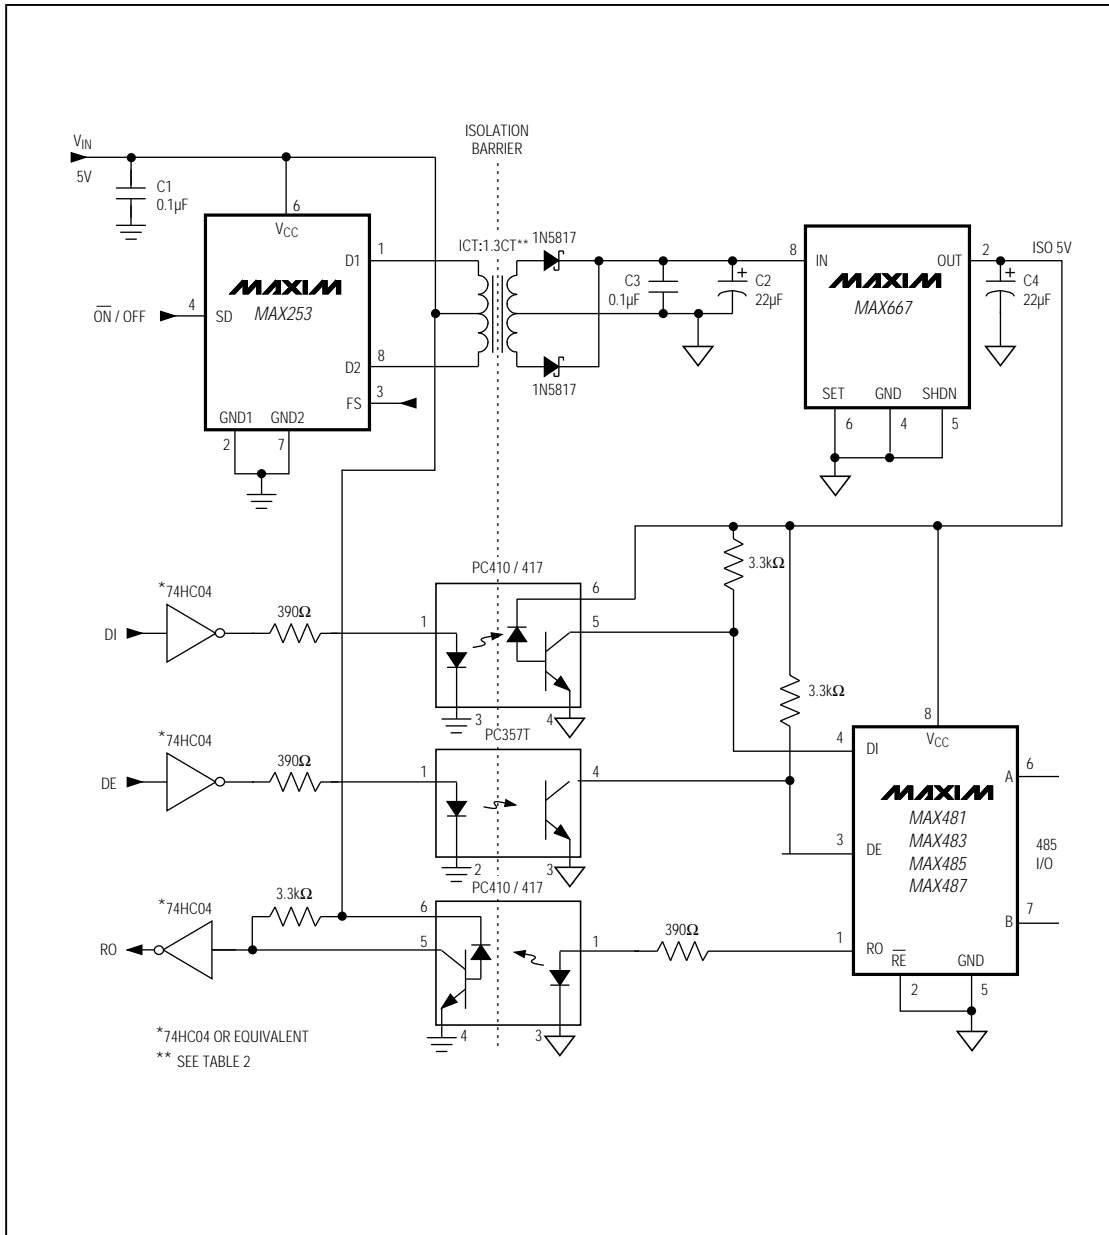 ISOLATION
BARRIER
VIN
5V
C1
0.1µF
6
VCC
1
D1
MAXIM
MAX253
4
ON / OFF
SD
8
D2
3
FS
GND1
GND2
2
7
ICT:1.3CT**
1N5817
1N5817
C3
0.1µF
C2
22µF
+
8
IN
OUT
2
ISO 5V
MAXIM
MAX667
+
C4
22µF
SET
GND
SHDN
6
4
5
*74HC04
DI
390Ω
PC410 / 417
1
6
5
3
4
3.3kΩ
3.3kΩ
*74HC04
DE
390Ω
PC357T
1
4
2
3
8
VCC
4
DI
MAXIM
MAX481
MAX483
MAX485
MAX487
3
DE
A
6
485
I/O
B
7
1
RO
RE
GND
2
5
*74HC04
RO
3.3kΩ
PC410 / 417
6
5
1
390Ω
4
3
*74HC04 OR EQUIVALENT
** SEE TABLE 2